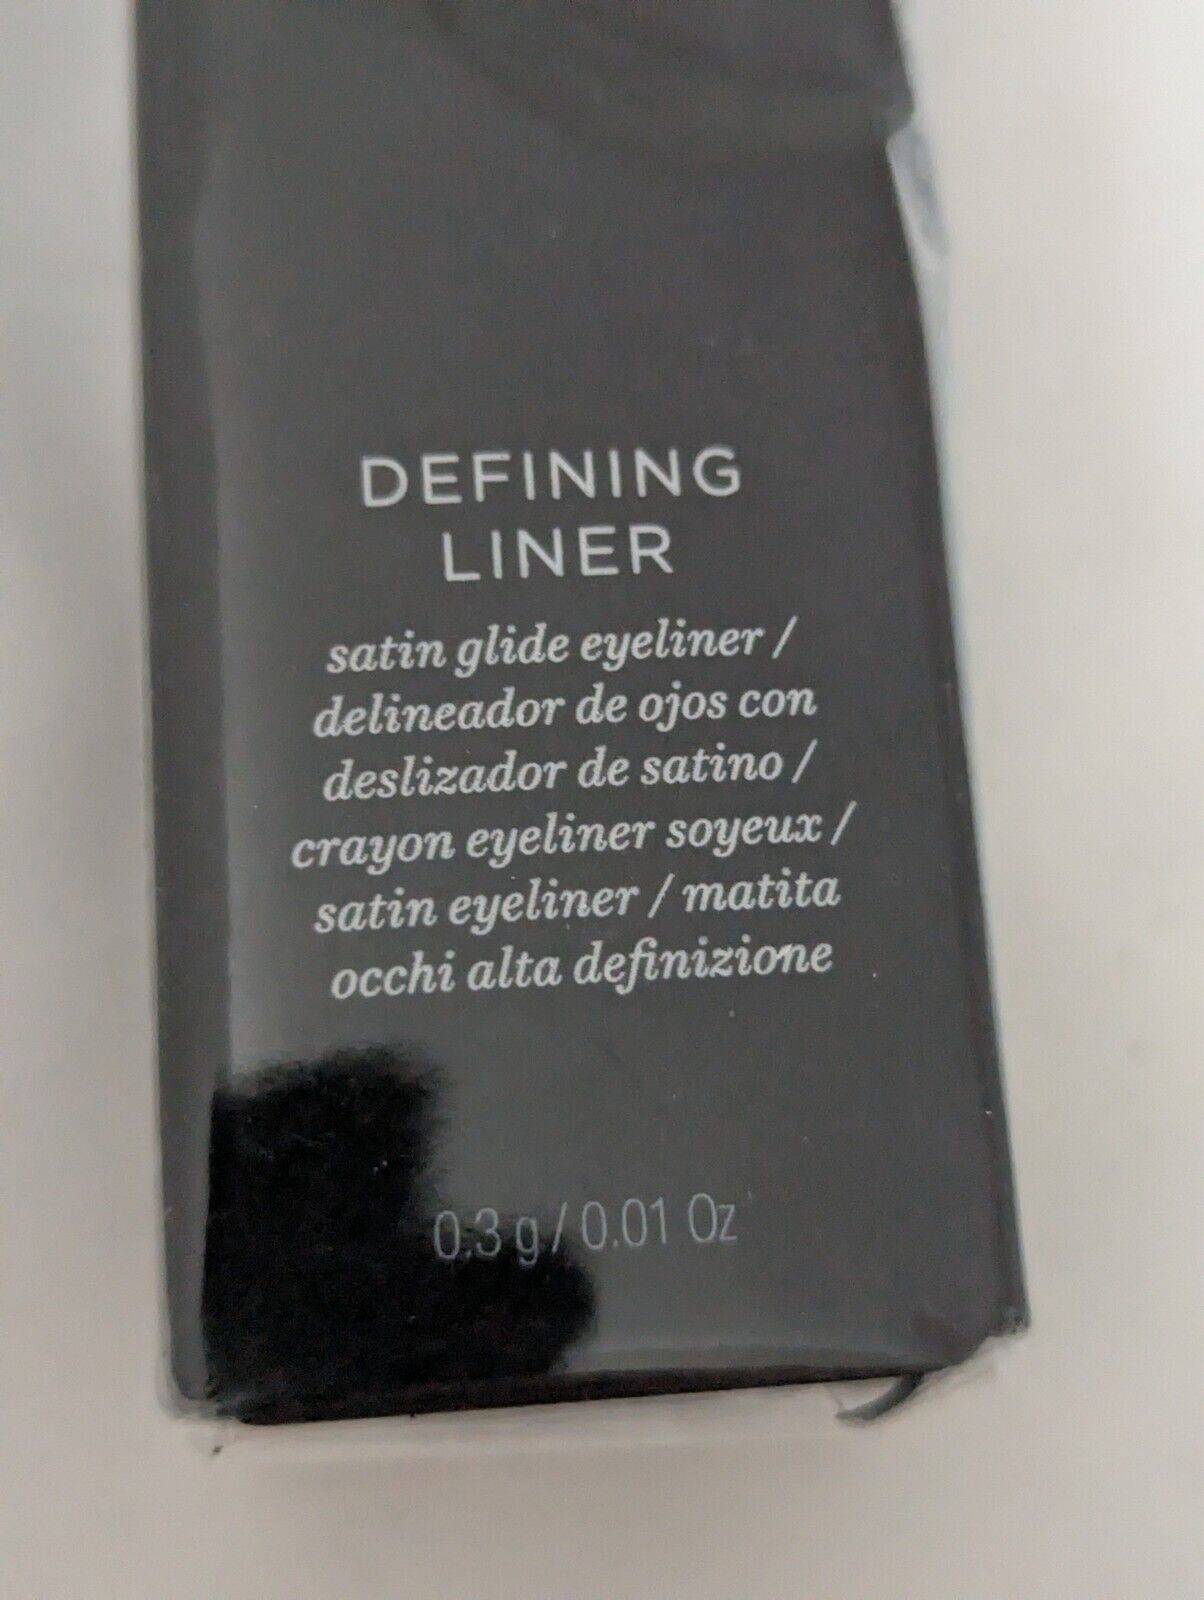 DEFINING
LINER
satin glide eyeliner /
delineador de ojos con
deslizador de satino /
crayon eyeliner soyeux /
satin eyeliner / matita
occhi alta definizione
0.3 g / 0.01 Oz